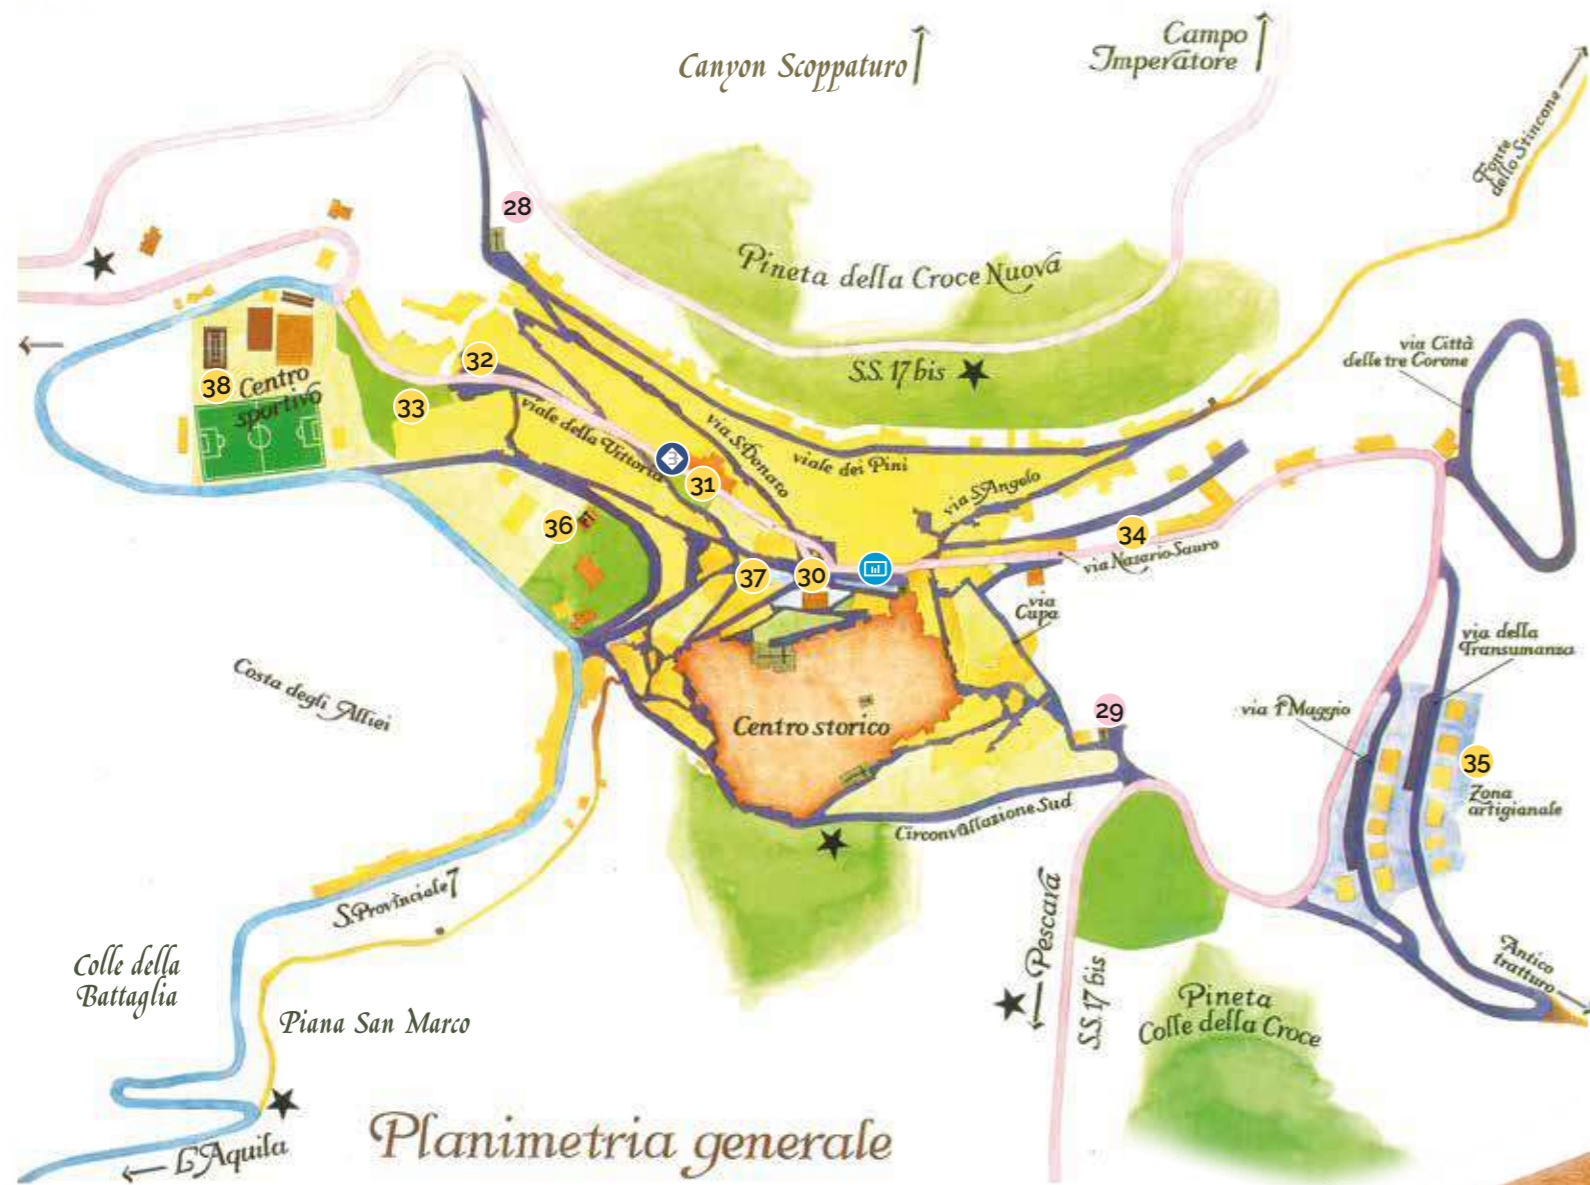 Canyon Scoppaturo
Campo
Imperatore
Fonte
dello Stincone
28
Pineta della Croce Nuova
S.S. 17 bis
via Città
delle tre Corone
32
38
Centro
sportivo
33
viale della Vittoria
via S. Donato
viale dei Pini
31
via S. Angelo
36
34
via Nazario Sauro
37
30
via
Cupa
via della
Transumanza
Costa degli Alliei
Centro storico
29
via 1° Maggio
35
Zona
artigianale
Circonvallazione Sud
S. Provinciale 7
Pescara
S.S. 17 bis
Antico
tratturo
Colle della
Battaglia
Piana San Marco
Pineta
Colle della Croce
L'Aquila
Planimetria generale